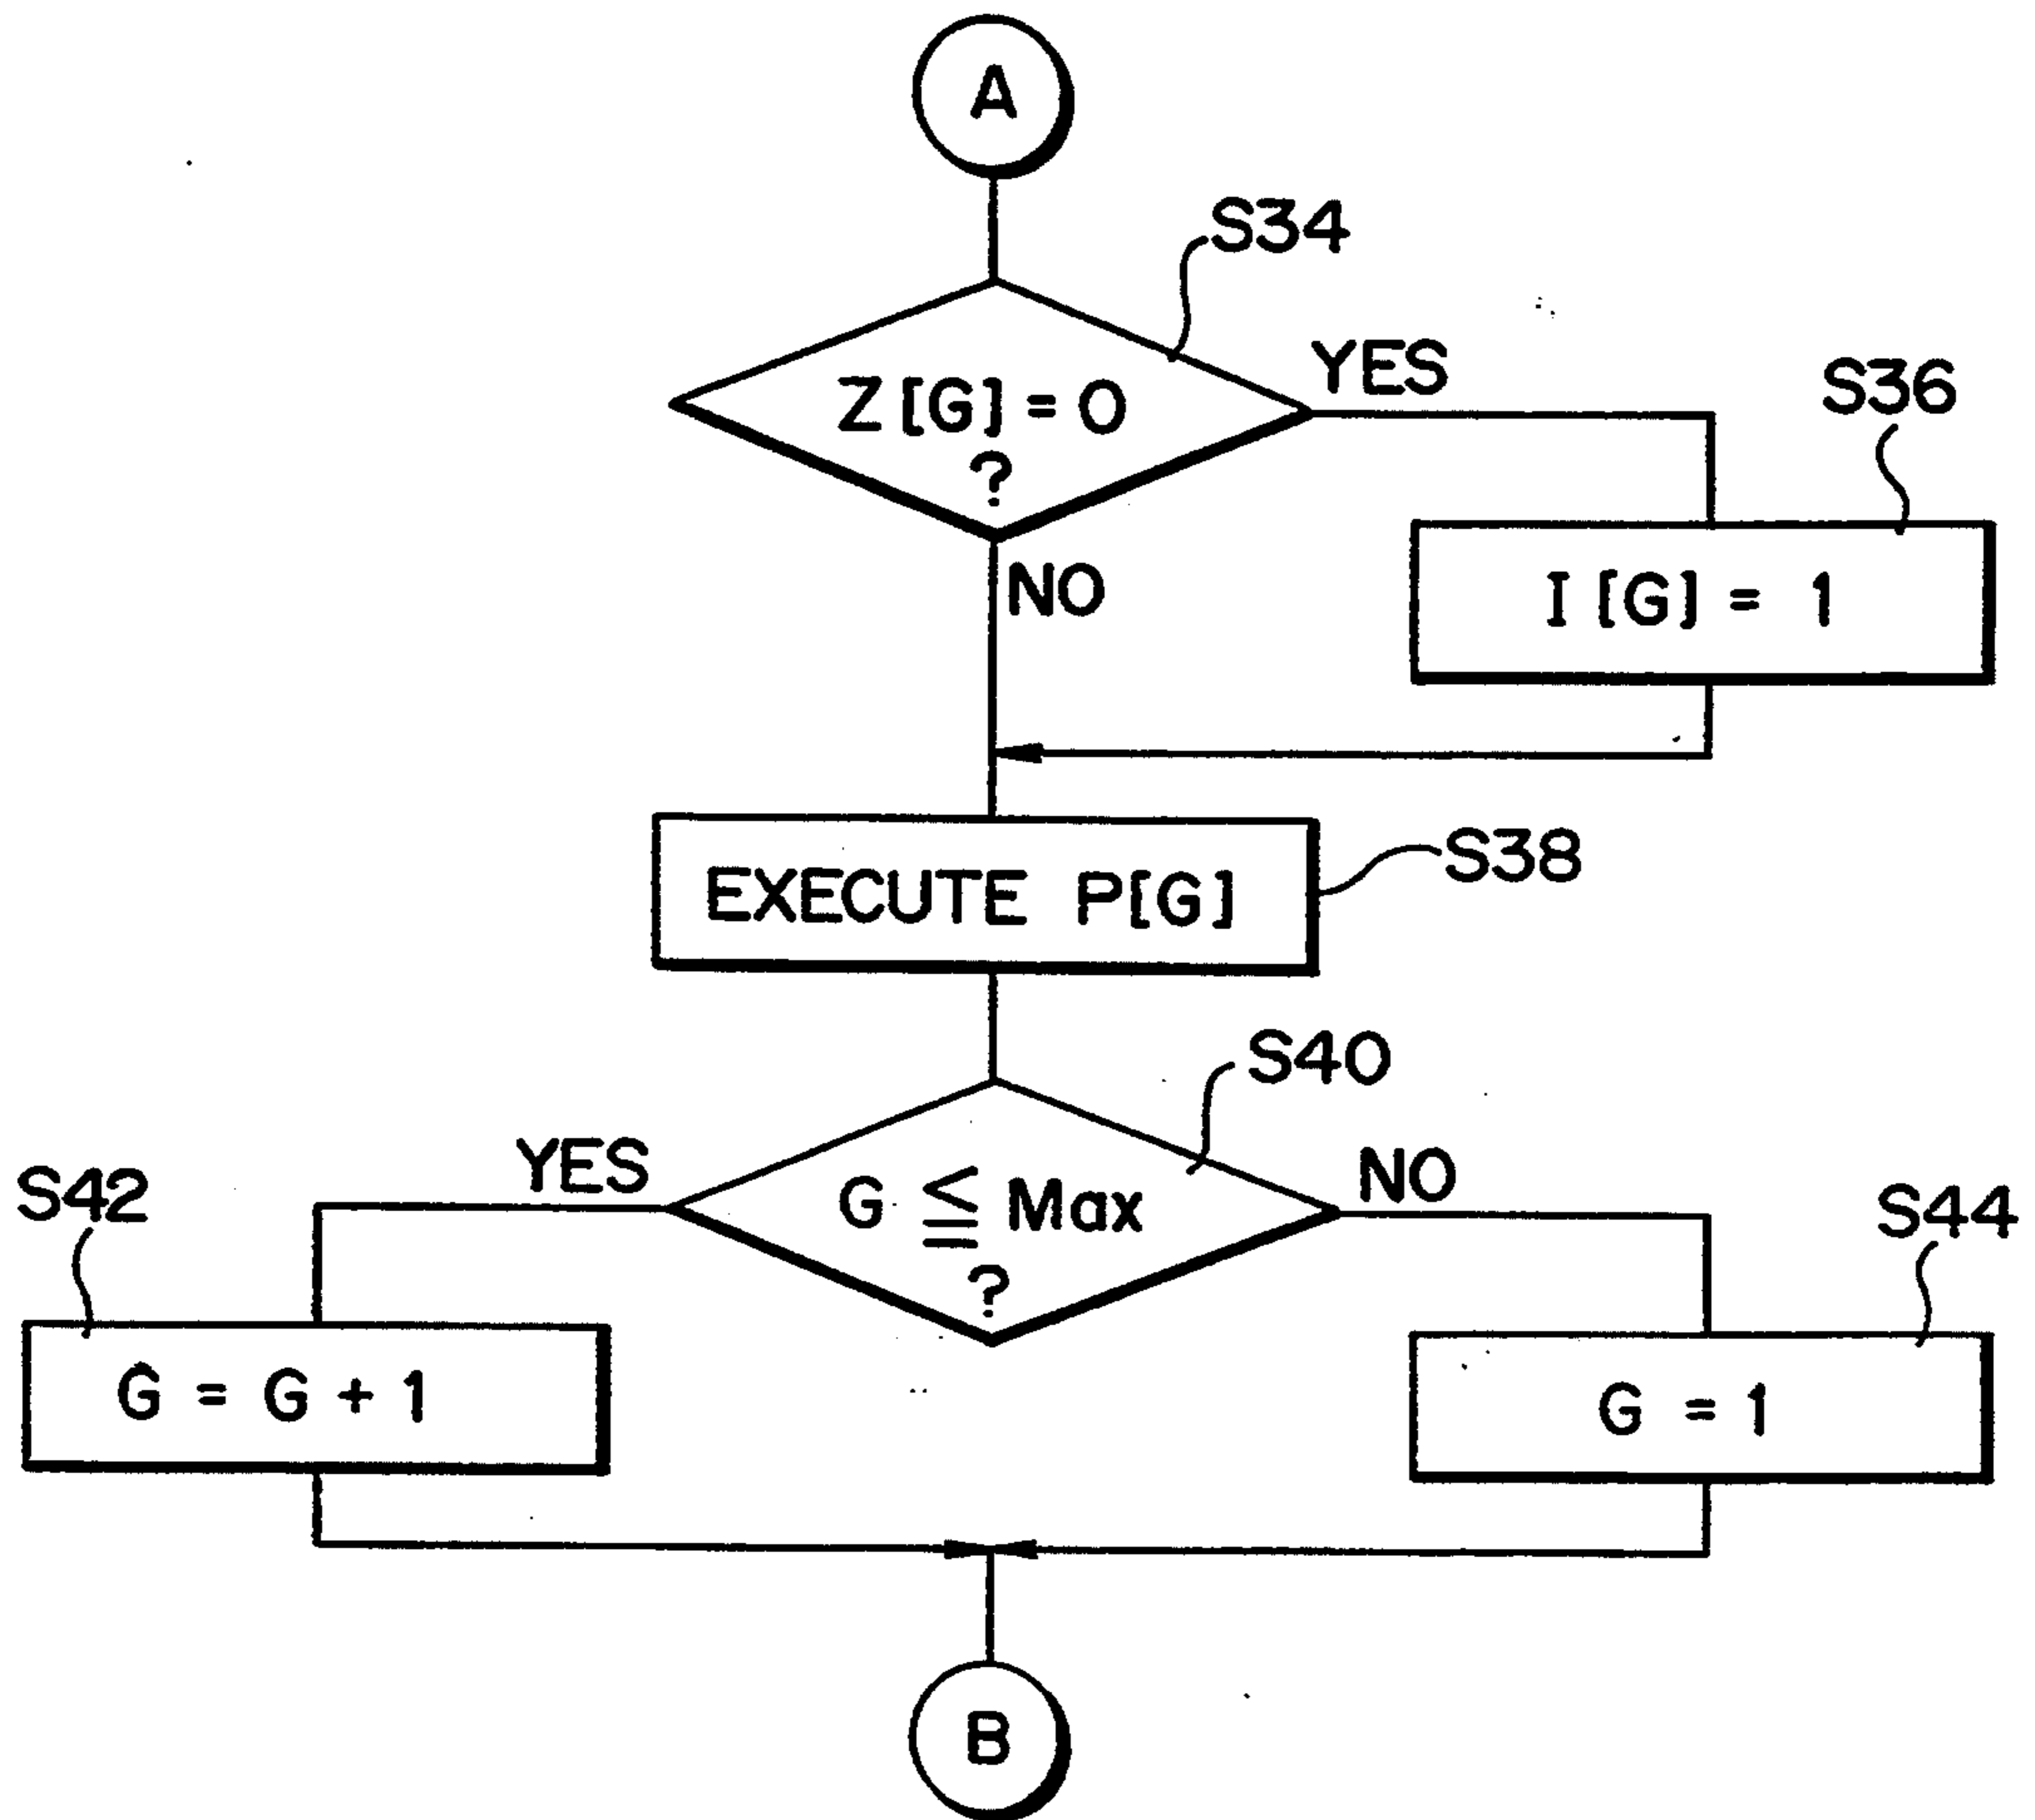 A
S34
Z [G] = 0
?
YES
S36
NO
I [G] = 1
EXECUTE P[G]
S38
S40
YES
G ≦ Max
?
NO
S42
S44
G = G + 1
G = 1
B